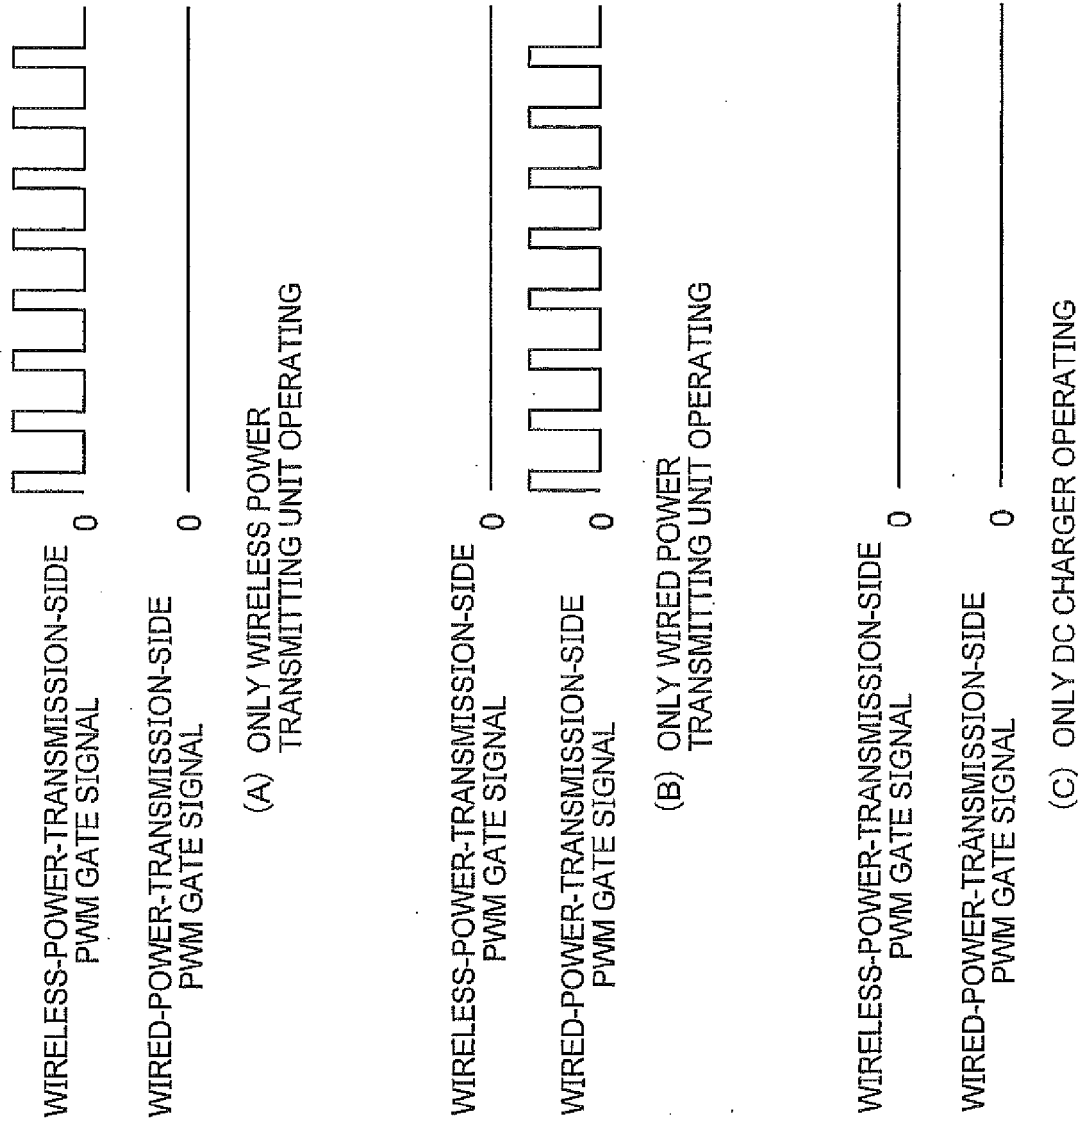 WIRELESS-POWER-TRANSMISSION-SIDE
PWM GATE SIGNAL
0
WIRED-POWER-TRANSMISSION-SIDE
PWM GATE SIGNAL
0
(A) ONLY WIRELESS POWER
TRANSMITTING UNIT OPERATING
WIRELESS-POWER-TRANSMISSION-SIDE
PWM GATE SIGNAL
0
WIRED-POWER-TRANSMISSION-SIDE
PWM GATE SIGNAL
0
(B) ONLY WIRED POWER
TRANSMITTING UNIT OPERATING
WIRELESS-POWER-TRANSMISSION-SIDE
PWM GATE SIGNAL
0
WIRED-POWER-TRANSMISSION-SIDE
PWM GATE SIGNAL
0
(C) ONLY DC CHARGER OPERATING